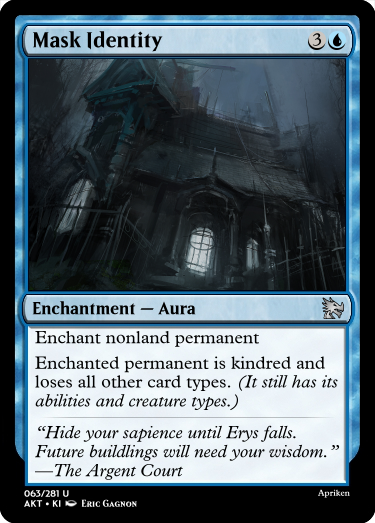 Mask Identity
3
Enchantment — Aura
Enchant nonland permanent
Enchanted permanent is kindred and
loses all other card types. (It still has its
abilities and creature types.)
“Hide your sapience until Erys falls.
Future buildlings will need your wisdom.”
—The Argent Court
063/281 U
Apriken
AKT • KI Eric Gagnon